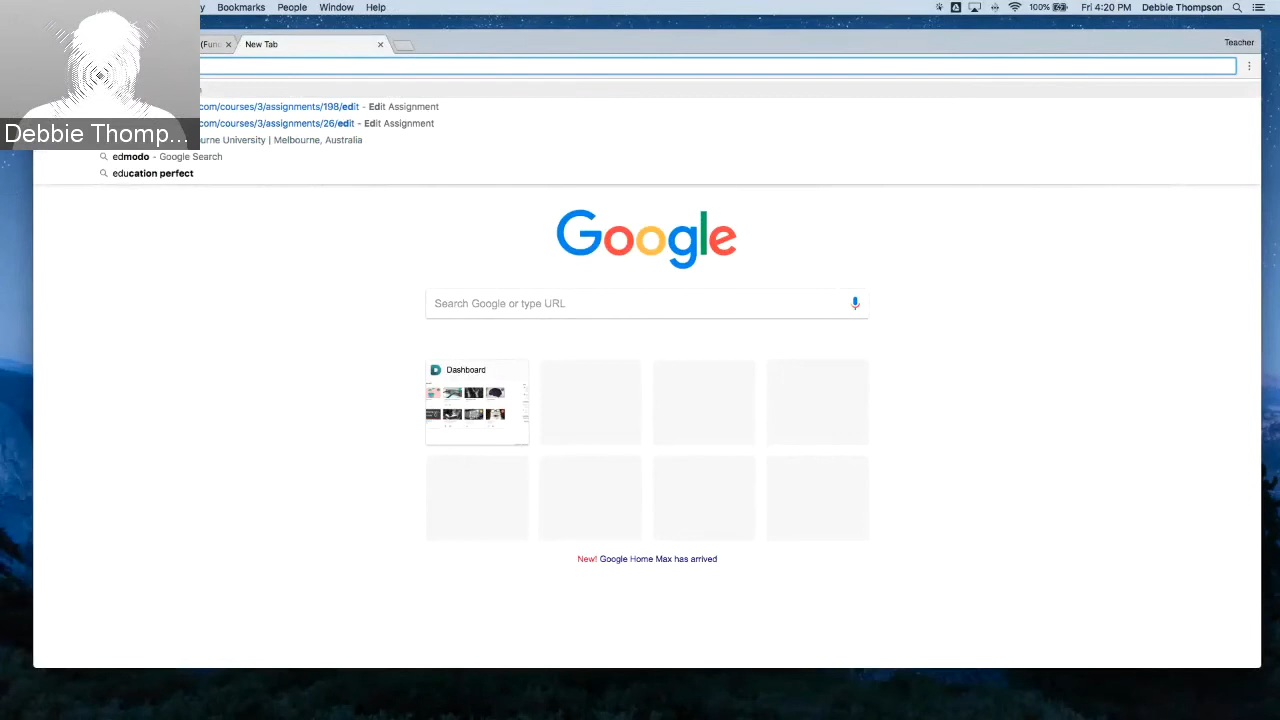 y Bookmarks People Window Help 100% Fri 4:20 PM Debbie Thompson
(Fund New Tab Teacher
com/courses/3/assignments/198/edit - Edit Assignment
com/courses/3/assignments/26/edit - Edit Assignment
Debbie Thomp...
urne University | Melbourne, Australia
edmodo - Google Search
education perfect
Google
Search Google or type URL
Dashboard
New! Google Home Max has arrived